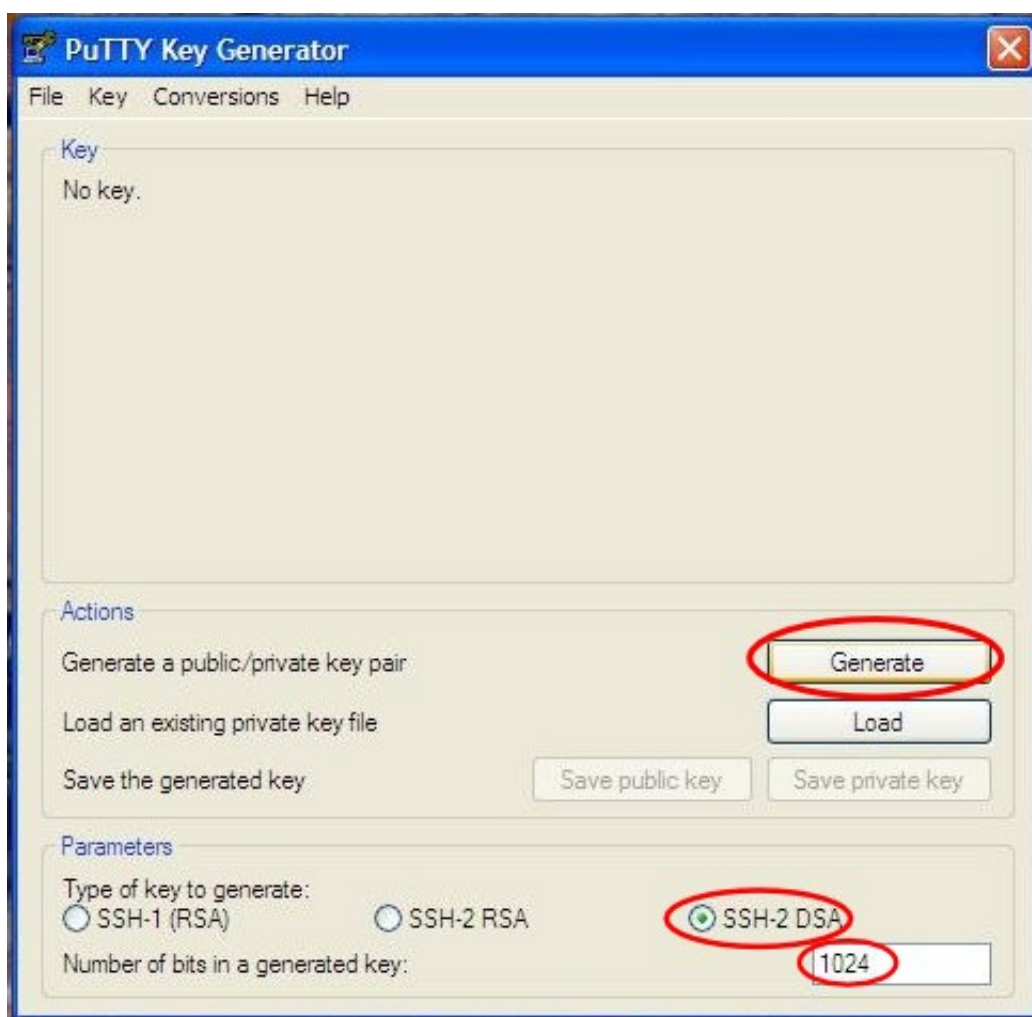 PuTTY Key Generator
File Key Conversions Help
Key
No key.
Actions
Generate a public/private key pair Generate
Load an existing private key file Load
Save the generated key Save public key Save private key
Parameters
Type of key to generate:
SSH-1 (RSA) SSH-2 RSA SSH-2 DSA
Number of bits in a generated key: 1024